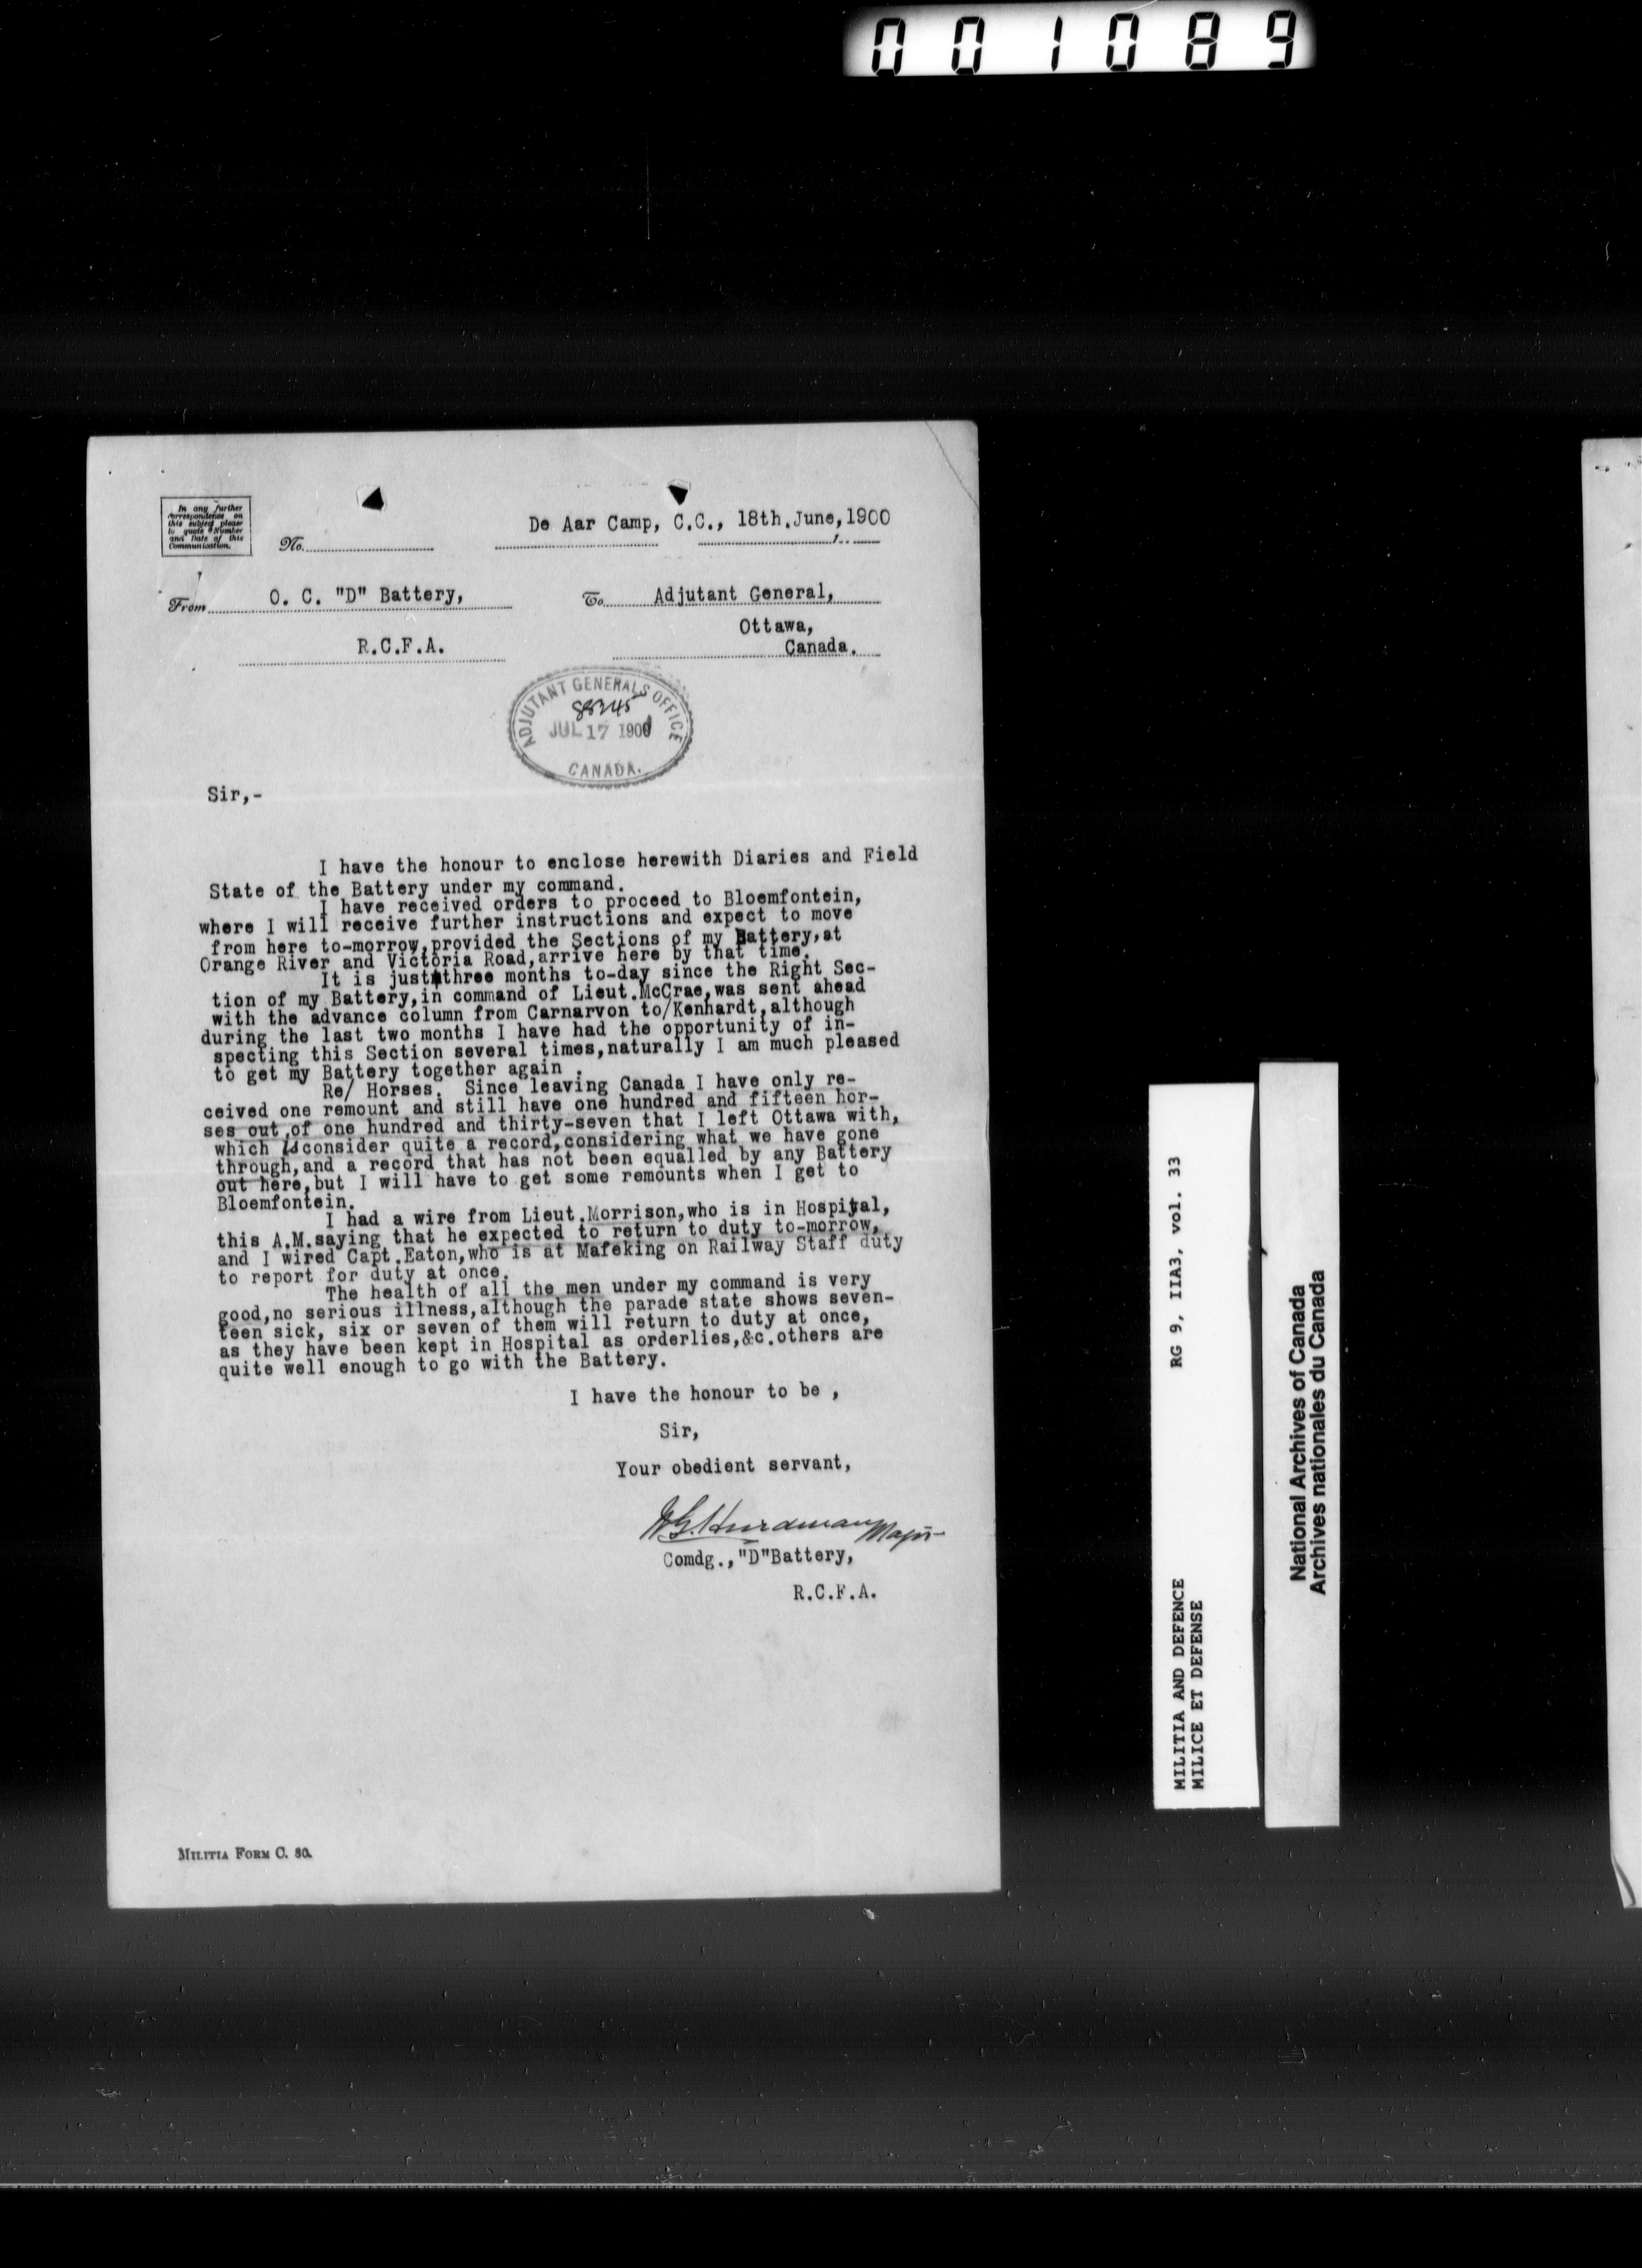 001089
In any further
correspondence on
this subject please
to quote Number
and Date of this
Communication.
No.
De Aar Camp, C.C., 18th.June,1900
1
From O. C. "D" Battery,
To Adjutant General,
Ottawa,
R.C.F.A.
Canada.
ADJUTANT GENERALS OFFICE
JUL 17 1900
CANADA.
Sir,-
I have the honour to enclose herewith Diaries and Field
State of the Battery under my command.
I have received orders to proceed to Bloemfontein,
where I will receive further instructions and expect to move
from here to-morrow,provided the Sections of my Battery,at
Orange River and Victoria Road,arrive here by that time.
It is just three months to-day since the Right Sec-
tion of my Battery,in command of Lieut.McCrae,was sent ahead
with the advance column from Carnarvon to/Kenhardt,although
during the last two months I have had the opportunity of in-
specting this Section several times,naturally I am much pleased
to get my Battery together again .
Re/ Horses. Since leaving Canada I have only re-
ceived one remount and still have one hundred and fifteen hor-
ses out of one hundred and thirty-seven that I left Ottawa with,
which I consider quite a record,considering what we have gone
through,and a record that has not been equalled by any Battery
out here,but I will have to get some remounts when I get to
Bloemfontein.
I had a wire from Lieut.Morrison,who is in Hospital,
this A.M.saying that he expected to return to duty to-morrow,
and I wired Capt.Eaton,who is at Mafeking on Railway Staff duty
to report for duty at once.
The health of all the men under my command is very
good,no serious illness,although the parade state shows seven-
teen sick, six or seven of them will return to duty at once,
as they have been kept in Hospital as orderlies,&c.others are
quite well enough to go with the Battery.
I have the honour to be ,
Sir,
Your obedient servant,
W.G.Hurdman Major
Comdg.,"D"Battery,
R.C.F.A.
MILITIA FORM C. 80.
MILITIA AND DEFENCE RG 9, IIA3, vol. 33
MILICE ET DEFENSE
National Archives of Canada
Archives nationales du Canada